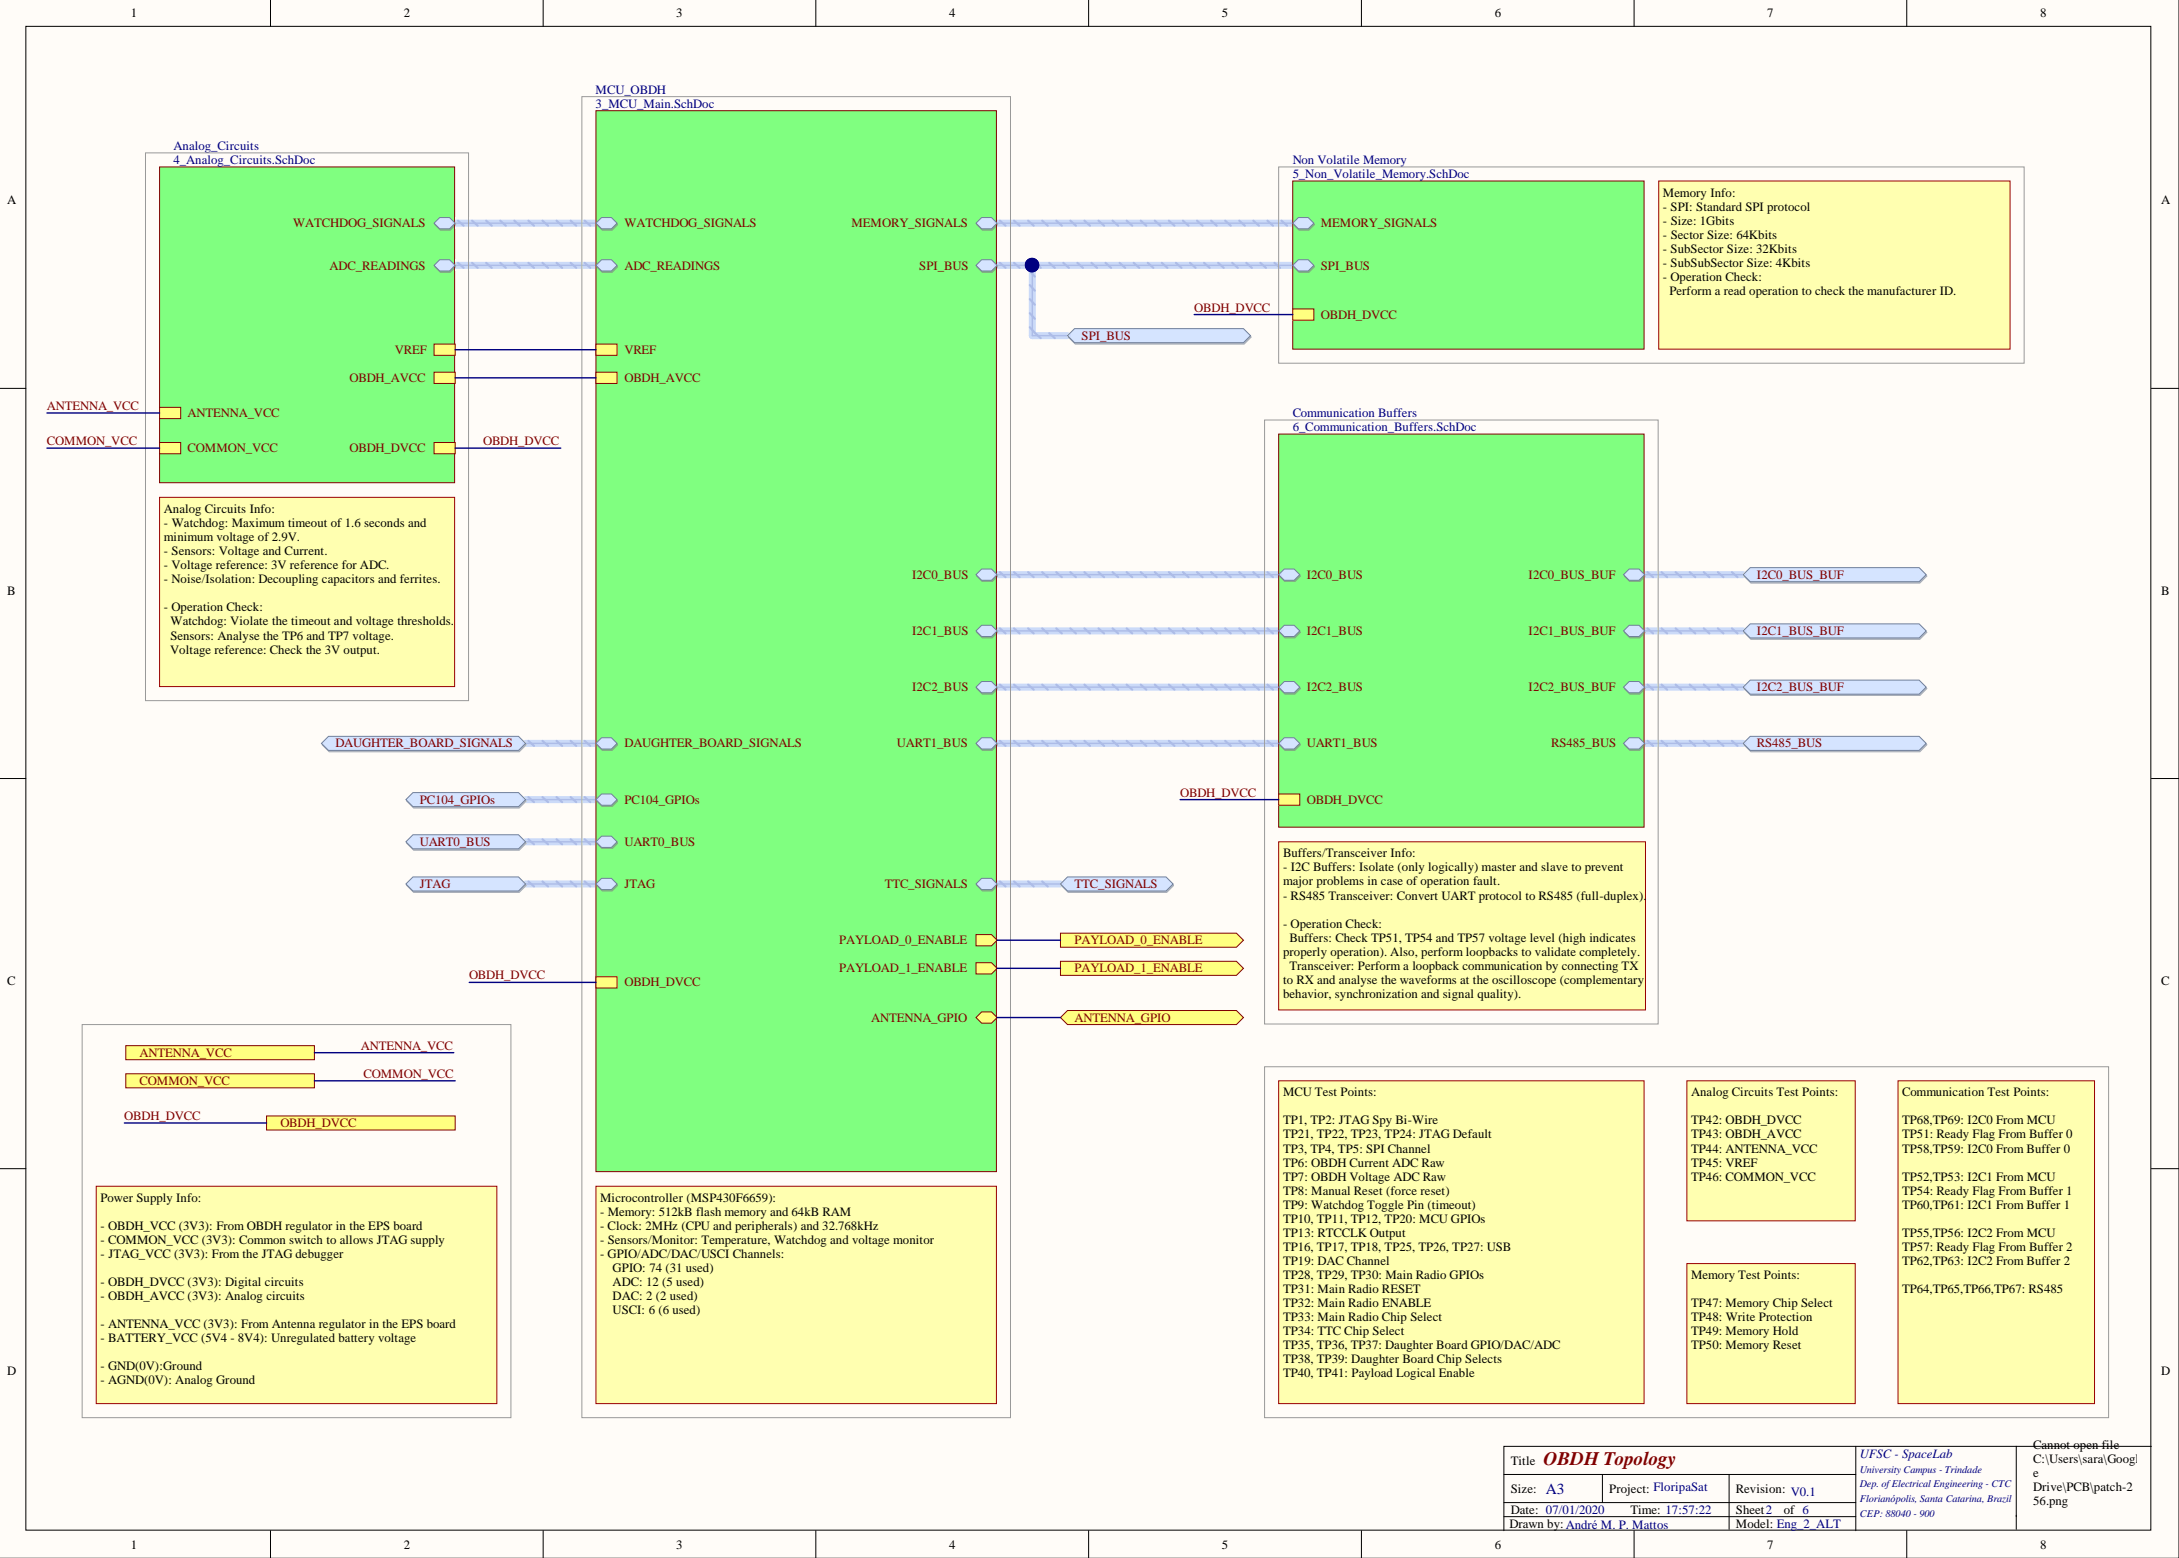 1 2 3 4 5 6 7 8
A
B
C
D
Analog_Circuits
4_Analog_Circuits.SchDoc
WATCHDOG_SIGNALS
ADC_READINGS
VREF
OBDH_AVCC
ANTENNA_VCC
ANTENNA_VCC
COMMON_VCC
COMMON_VCC
OBDH_DVCC
OBDH_DVCC
Analog Circuits Info:
- Watchdog: Maximum timeout of 1.6 seconds and
minimum voltage of 2.9V.
- Sensors: Voltage and Current.
- Voltage reference: 3V reference for ADC.
- Noise/Isolation: Decoupling capacitors and ferrites.
- Operation Check:
Watchdog: Violate the timeout and voltage thresholds.
Sensors: Analyse the TP6 and TP7 voltage.
Voltage reference: Check the 3V output.
MCU_OBDH
3_MCU_Main.SchDoc
WATCHDOG_SIGNALS
ADC_READINGS
VREF
OBDH_AVCC
DAUGHTER_BOARD_SIGNALS
DAUGHTER_BOARD_SIGNALS
PC104_GPIOs
PC104_GPIOs
UART0_BUS
UART0_BUS
JTAG
JTAG
OBDH_DVCC
OBDH_DVCC
MEMORY_SIGNALS
SPI_BUS
SPI_BUS
I2C0_BUS
I2C1_BUS
I2C2_BUS
UART1_BUS
TTC_SIGNALS
TTC_SIGNALS
PAYLOAD_0_ENABLE
PAYLOAD_0_ENABLE
PAYLOAD_1_ENABLE
PAYLOAD_1_ENABLE
ANTENNA_GPIO
ANTENNA_GPIO
Non Volatile Memory
5_Non_Volatile_Memory.SchDoc
MEMORY_SIGNALS
SPI_BUS
OBDH_DVCC
OBDH_DVCC
Memory Info:
- SPI: Standard SPI protocol
- Size: 1Gbits
- Sector Size: 64Kbits
- SubSector Size: 32Kbits
- SubSubSector Size: 4Kbits
- Operation Check:
Perform a read operation to check the manufacturer ID.
Communication Buffers
6_Communication_Buffers.SchDoc
I2C0_BUS
I2C0_BUS_BUF
I2C0_BUS_BUF
I2C1_BUS
I2C1_BUS_BUF
I2C1_BUS_BUF
I2C2_BUS
I2C2_BUS_BUF
I2C2_BUS_BUF
UART1_BUS
RS485_BUS
RS485_BUS
OBDH_DVCC
OBDH_DVCC
Buffers/Transceiver Info:
- I2C Buffers: Isolate (only logically) master and slave to prevent
major problems in case of operation fault.
- RS485 Transceiver: Convert UART protocol to RS485 (full-duplex).
- Operation Check:
Buffers: Check TP51, TP54 and TP57 voltage level (high indicates
properly operation). Also, perform loopbacks to validate completely.
Transceiver: Perform a loopback communication by connecting TX
to RX and analyse the waveforms at the oscilloscope (complementary
behavior, synchronization and signal quality).
ANTENNA_VCC
ANTENNA_VCC
COMMON_VCC
COMMON_VCC
OBDH_DVCC
OBDH_DVCC
Power Supply Info:
- OBDH_VCC (3V3): From OBDH regulator in the EPS board
- COMMON_VCC (3V3): Common switch to allows JTAG supply
- JTAG_VCC (3V3): From the JTAG debugger
- OBDH_DVCC (3V3): Digital circuits
- OBDH_AVCC (3V3): Analog circuits
- ANTENNA_VCC (3V3): From Antenna regulator in the EPS board
- BATTERY_VCC (5V4 - 8V4): Unregulated battery voltage
- GND(0V):Ground
- AGND(0V): Analog Ground
Microcontroller (MSP430F6659):
- Memory: 512kB flash memory and 64kB RAM
- Clock: 2MHz (CPU and peripherals) and 32.768kHz
- Sensors/Monitor: Temperature, Watchdog and voltage monitor
- GPIO/ADC/DAC/USCI Channels:
GPIO: 74 (31 used)
ADC: 12 (5 used)
DAC: 2 (2 used)
USCI: 6 (6 used)
MCU Test Points:
TP1, TP2: JTAG Spy Bi-Wire
TP21, TP22, TP23, TP24: JTAG Default
TP3, TP4, TP5: SPI Channel
TP6: OBDH Current ADC Raw
TP7: OBDH Voltage ADC Raw
TP8: Manual Reset (force reset)
TP9: Watchdog Toggle Pin (timeout)
TP10, TP11, TP12, TP20: MCU GPIOs
TP13: RTCCLK Output
TP16, TP17, TP18, TP25, TP26, TP27: USB
TP19: DAC Channel
TP28, TP29, TP30: Main Radio GPIOs
TP31: Main Radio RESET
TP32: Main Radio ENABLE
TP33: Main Radio Chip Select
TP34: TTC Chip Select
TP35, TP36, TP37: Daughter Board GPIO/DAC/ADC
TP38, TP39: Daughter Board Chip Selects
TP40, TP41: Payload Logical Enable
Analog Circuits Test Points:
TP42: OBDH_DVCC
TP43: OBDH_AVCC
TP44: ANTENNA_VCC
TP45: VREF
TP46: COMMON_VCC
Memory Test Points:
TP47: Memory Chip Select
TP48: Write Protection
TP49: Memory Hold
TP50: Memory Reset
Communication Test Points:
TP68,TP69: I2C0 From MCU
TP51: Ready Flag From Buffer 0
TP58,TP59: I2C0 From Buffer 0
TP52,TP53: I2C1 From MCU
TP54: Ready Flag From Buffer 1
TP60,TP61: I2C1 From Buffer 1
TP55,TP56: I2C2 From MCU
TP57: Ready Flag From Buffer 2
TP62,TP63: I2C2 From Buffer 2
TP64,TP65,TP66,TP67: RS485
Title OBDH Topology
Size: A3 Project: FloripaSat Revision: V0.1
Date: 07/01/2020 Time: 17:57:22 Sheet 2 of 6
Drawn by: André M. P. Mattos Model: Eng_2_ALT
UFSC - SpaceLab
University Campus - Trindade
Dep. of Electrical Engineering - CTC
Florianópolis, Santa Catarina, Brazil
CEP: 88040 - 900
Cannot open file
C:\Users\sara\Googl
e
Drive\PCB\patch-2
56.png
A
B
C
D
1 2 3 4 5 6 7 8